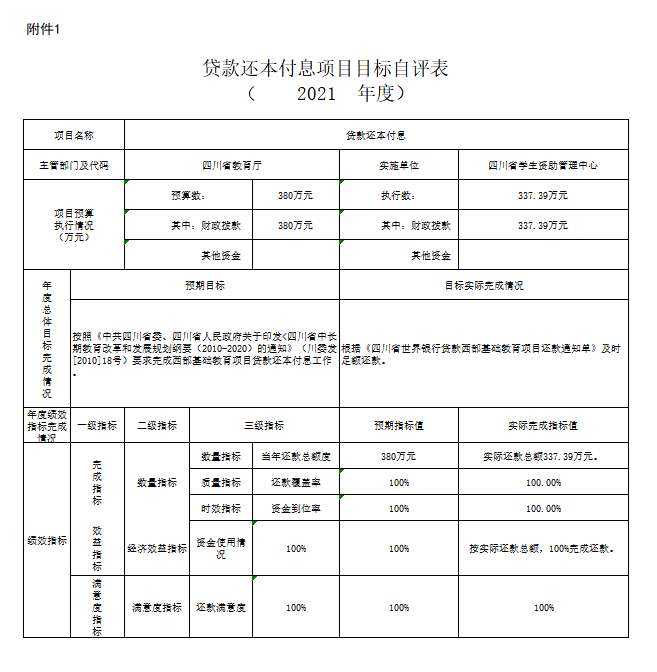 附件1
贷款还本付息项目目标自评表
（ 2021 年度）
项目名称 贷款还本付息
主管部门及代码 四川省教育厅 实施单位 四川省学生资助管理中心
项目预算
执行情况
（万元）
预算数： 380万元 执行数： 337.39万元
其中：财政拨款 380万元 其中：财政拨款 337.39万元
其他资金 其他资金
年度总体目标完成情况
预期目标 目标实际完成情况
按照《中共四川省委、四川省人民政府关于印发<四川省中长
期教育改革和发展规划纲要（2010-2020）的通知》（川委发
[2010]18号）要求完成西部基础教育项目贷款还本付息工作
。
根据《四川省世界银行贷款西部基础教育项目还款通知单》及时
足额还款。
年度绩效
指标完成
情况
一级指标 二级指标 三级指标 预期指标值 实际完成指标值
绩效指标
完成指标
数量指标
数量指标 当年还款总额度 380万元 实际还款总额337.39万元。
质量指标 还款覆盖率 100% 100.00%
时效指标 资金到位率 100% 100.00%
效益指标
经济效益指标
资金使用情
况
100% 100% 按实际还款总额，100%完成还款。
满意度指标
满意度指标 还款满意度 100% 100% 100%